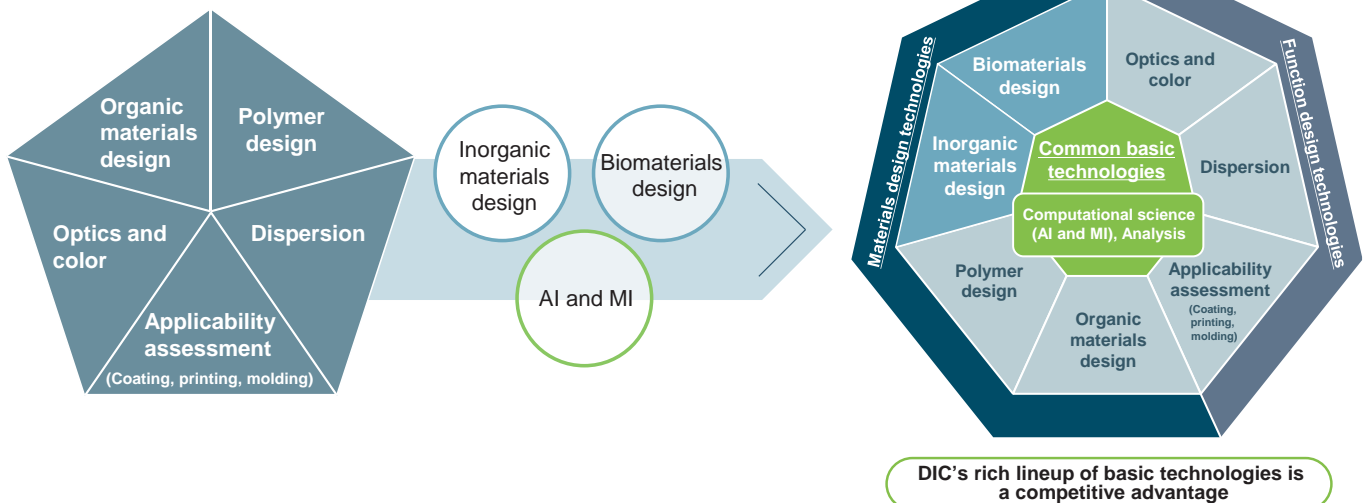 Organic
materials
design
Polymer
design
Optics and
color
Dispersion
Applicability
assessment
(Coating, printing, molding)
Inorganic
materials
design
Biomaterials
design
AI and MI
Materials design technologies
Function design technologies
Biomaterials
design
Optics and
color
Inorganic
materials
design
Common basic
technologies
Dispersion
Computational science
(AI and MI), Analysis
Polymer
design
Applicability
assessment
(Coating,
printing,
molding)
Organic
materials
design
DIC's rich lineup of basic technologies is
a competitive advantage